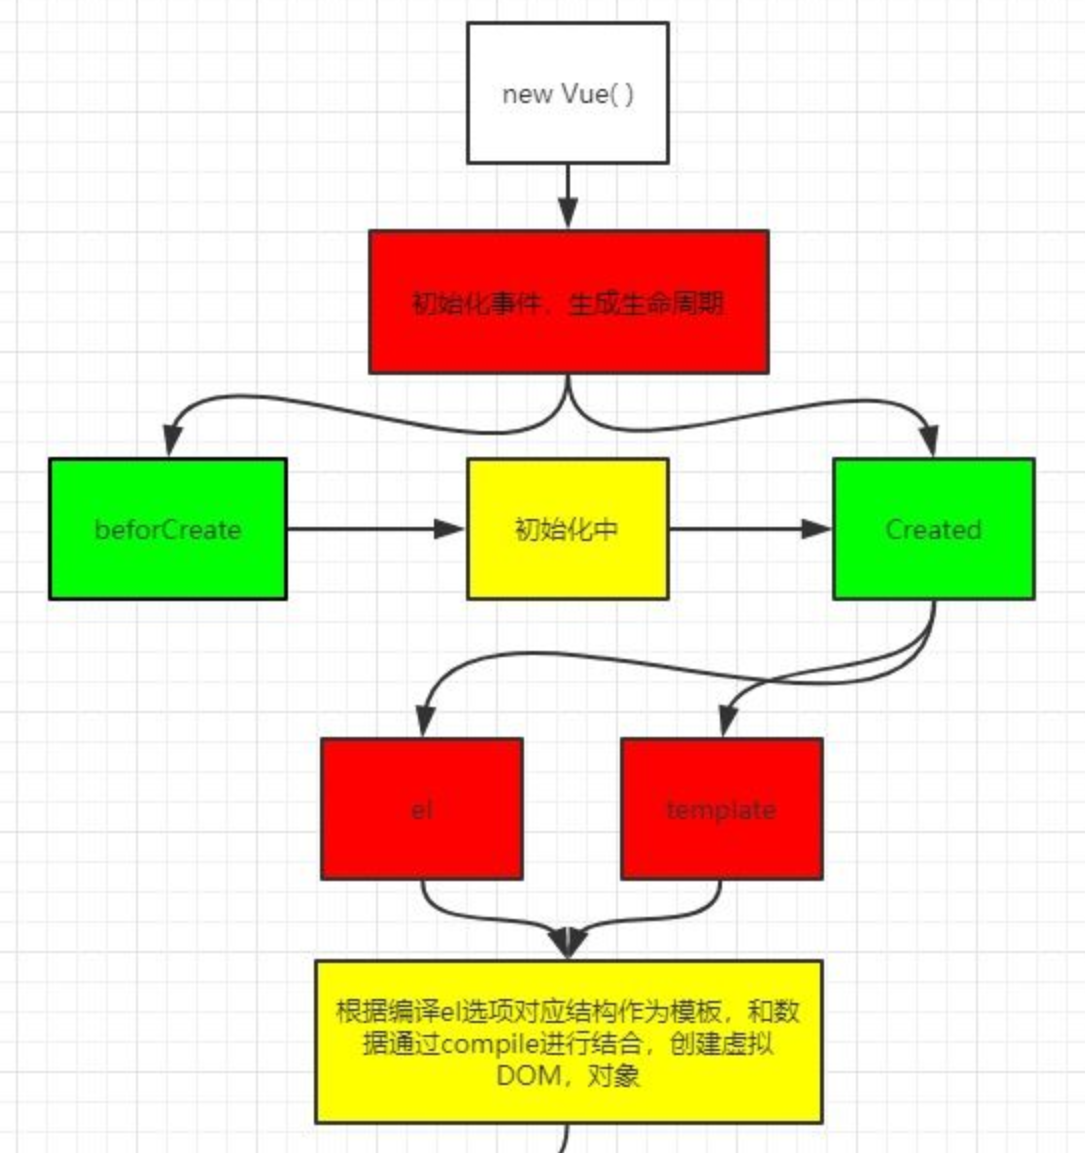 new Vue( )
初始化事件、生成生命周期
beforCreate
初始化中
Created
el
template
根据编译el选项对应结构作为模板，和数
据通过compile进行结合，创建虚拟
DOM，对象